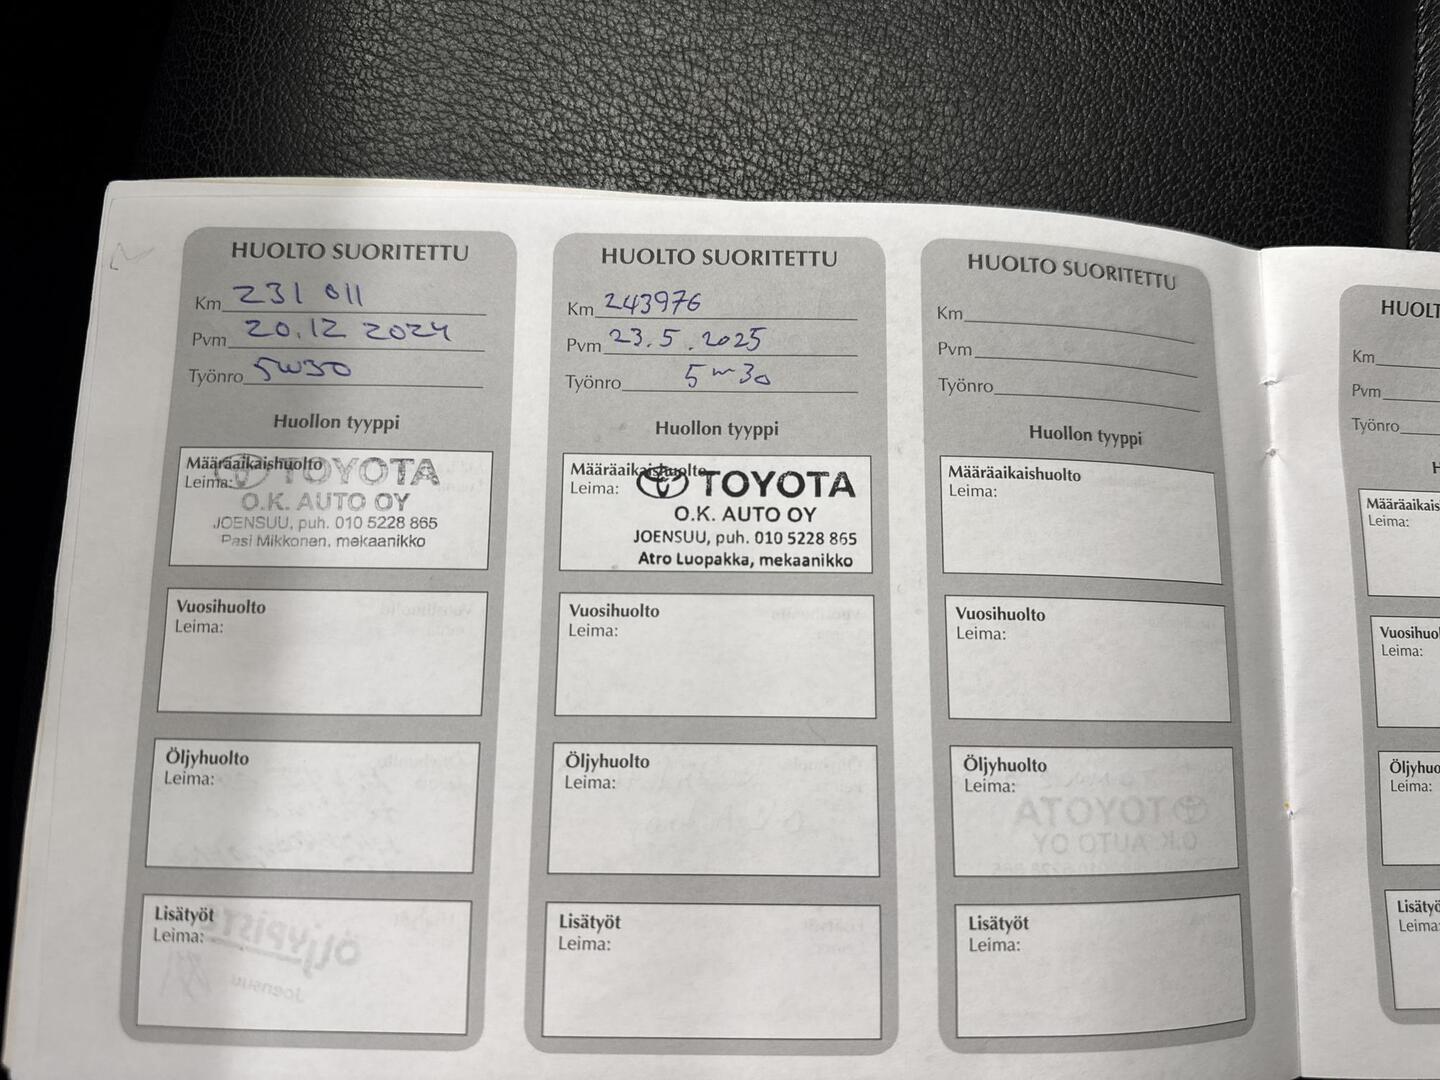 HUOLTO SUORITETTU
Km 231 011
Pvm 20.12 2024
Työnro 5W30
Huollon tyyppi
Määräaikaishuolto
Leima:
TOYOTA
O.K. AUTO OY
JOENSUU, puh. 010 5228 865
Pasi Mikkonen, mekaanikko
Vuosihuolto
Leima:
Öljyhuolto
Leima:
Lisätyöt
Leima:
HUOLTO SUORITETTU
Km 243976
Pvm 23.5.2025
Työnro 5w30
Huollon tyyppi
Määräaikaishuolto
Leima:
TOYOTA
O.K. AUTO OY
JOENSUU, puh. 010 5228 865
Atro Luopakka, mekaanikko
Vuosihuolto
Leima:
Öljyhuolto
Leima:
Lisätyöt
Leima:
HUOLTO SUORITETTU
Km
Pvm
Työnro
Huollon tyyppi
Määräaikaishuolto
Leima:
Vuosihuolto
Leima:
Öljyhuolto
Leima:
Lisätyöt
Leima:
Km
Pvm
Työnro
Leima:
Leima:
Leima:
Leima: